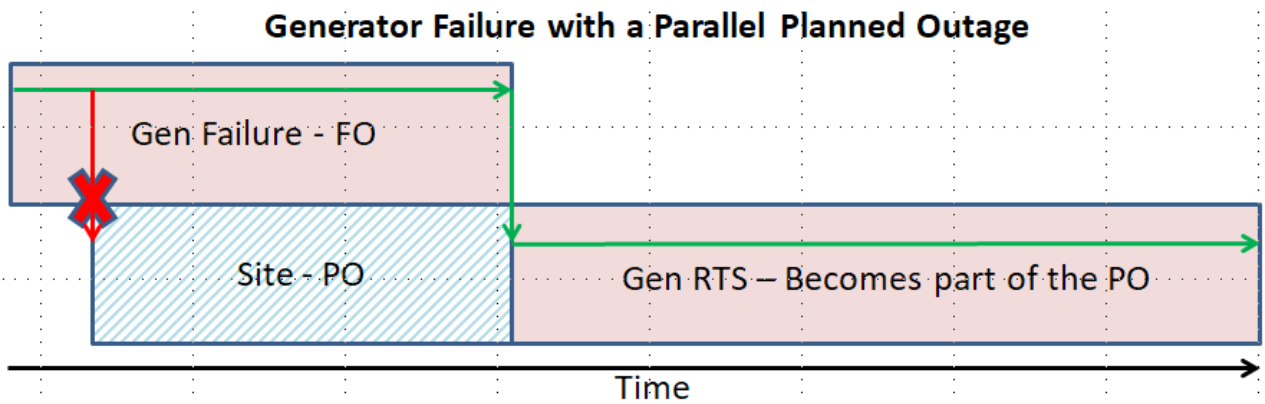 Generator Failure with a Parallel Planned Outage
Gen Failure - FO
Site - PO
Gen RTS – Becomes part of the PO
Time